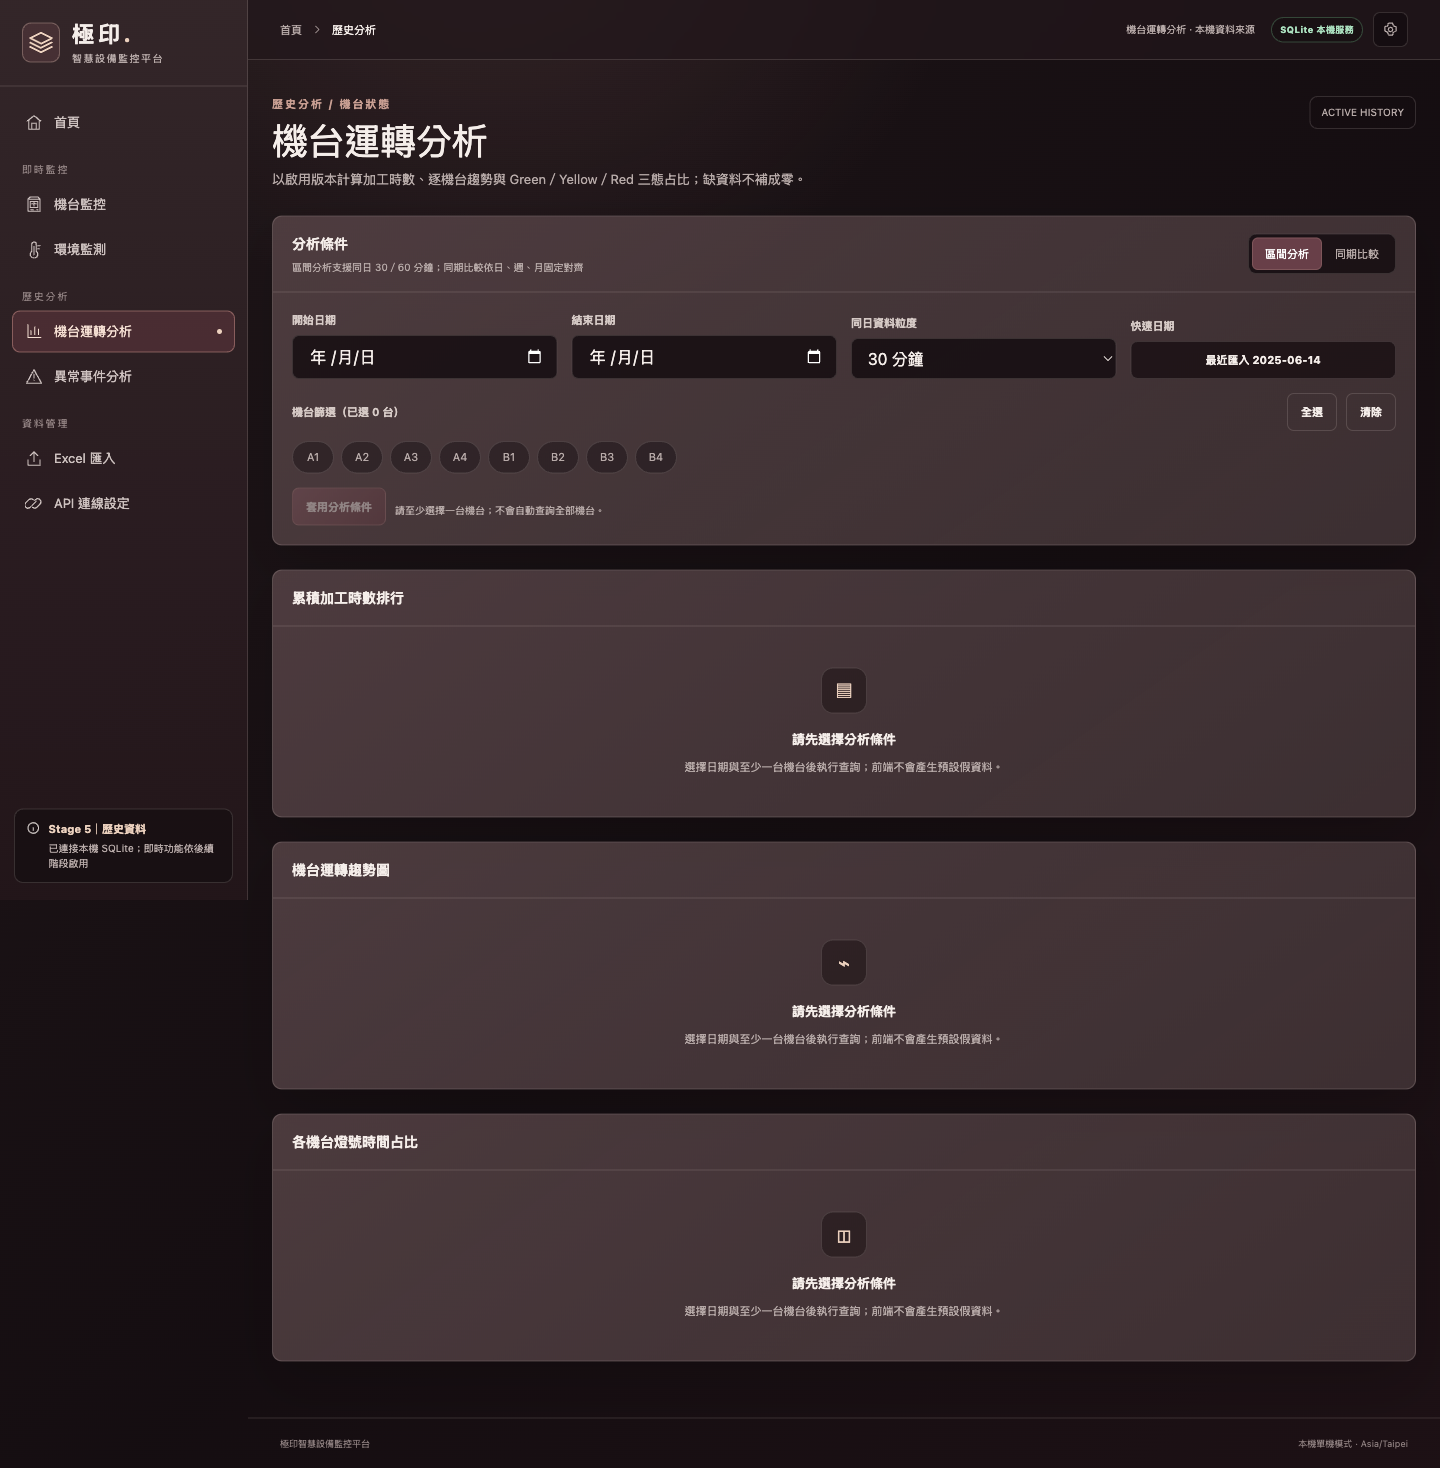 極印.
智慧設備監控平台
首頁
即時監控
機台監控
環境監測
歷史分析
機台運轉分析
異常事件分析
資料管理
Excel 匯入
API 連線設定
Stage 5｜歷史資料
已連接本機 SQLite；即時功能依後續
階段啟用
首頁
歷史分析
機台運轉分析 · 本機資料來源
SQLite 本機服務
歷史分析 / 機台狀態
機台運轉分析
以啟用版本計算加工時數、逐機台趨勢與 Green / Yellow / Red 三態占比；缺資料不補成零。
ACTIVE HISTORY
分析條件
區間分析支援同日 30 / 60 分鐘；同期比較依日、週、月固定對齊
區間分析
同期比較
開始日期
結束日期
同日資料粒度
快速日期
年 /月/日
年 /月/日
30 分鐘
最近匯入 2025-06-14
機台篩選（已選 0 台）
全選
清除
A1
A2
A3
A4
B1
B2
B3
B4
套用分析條件
請至少選擇一台機台；不會自動查詢全部機台。
累積加工時數排行
請先選擇分析條件
選擇日期與至少一台機台後執行查詢；前端不會產生預設假資料。
機台運轉趨勢圖
請先選擇分析條件
選擇日期與至少一台機台後執行查詢；前端不會產生預設假資料。
各機台燈號時間占比
請先選擇分析條件
選擇日期與至少一台機台後執行查詢；前端不會產生預設假資料。
極印智慧設備監控平台
本機單機模式 · Asia/Taipei